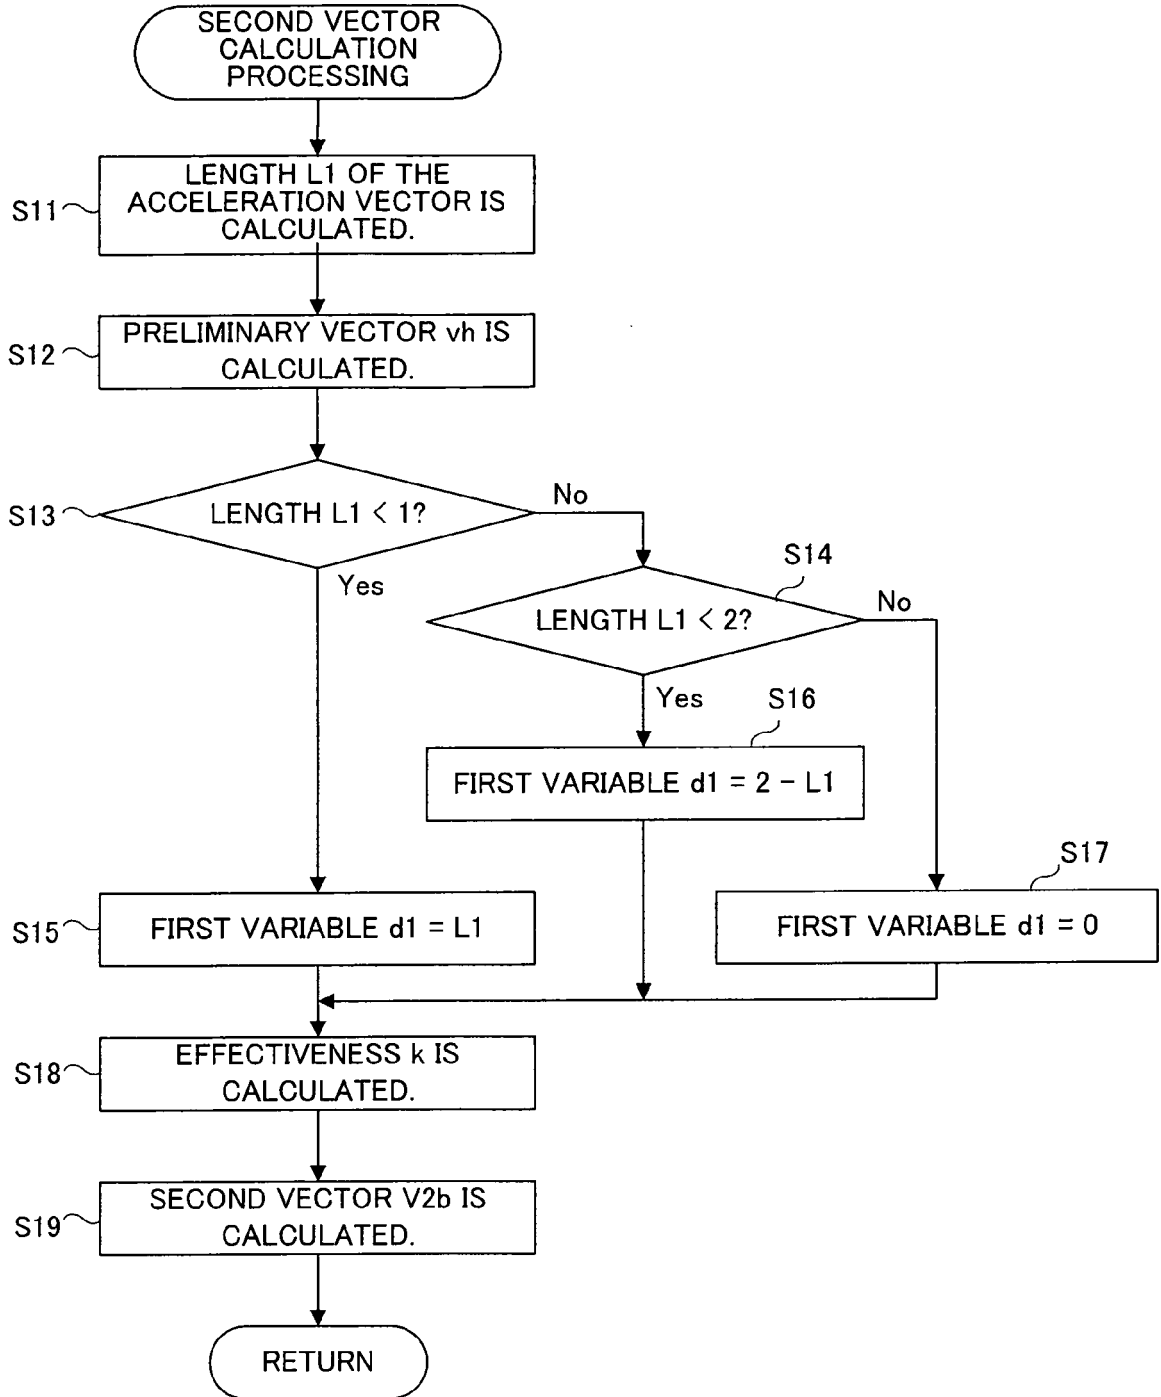 SECOND VECTOR
CALCULATION
PROCESSING
S11
LENGTH L1 OF THE
ACCELERATION VECTOR IS
CALCULATED.
S12
PRELIMINARY VECTOR vh IS
CALCULATED.
S13
LENGTH L1 < 1?
No
Yes
S14
LENGTH L1 < 2?
No
Yes
S16
FIRST VARIABLE d1 = 2 - L1
S17
FIRST VARIABLE d1 = 0
S15
FIRST VARIABLE d1 = L1
S18
EFFECTIVENESS k IS
CALCULATED.
S19
SECOND VECTOR V2b IS
CALCULATED.
RETURN